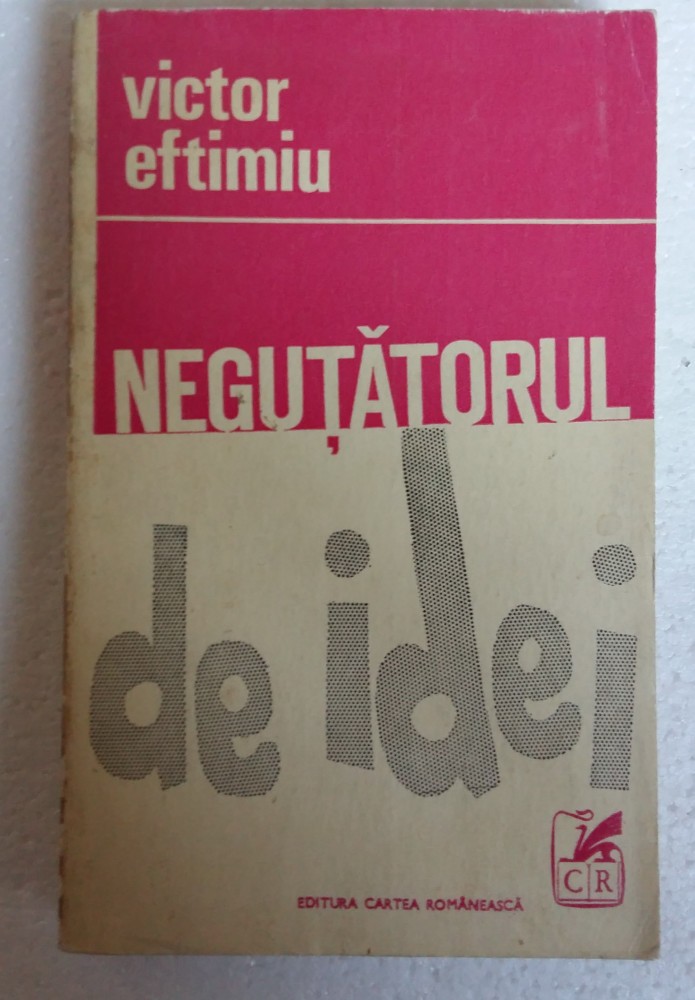 victor
eftimiu
NEGUȚĂTORUL
de idei
EDITURA CARTEA ROMÂNEASCĂ
CR